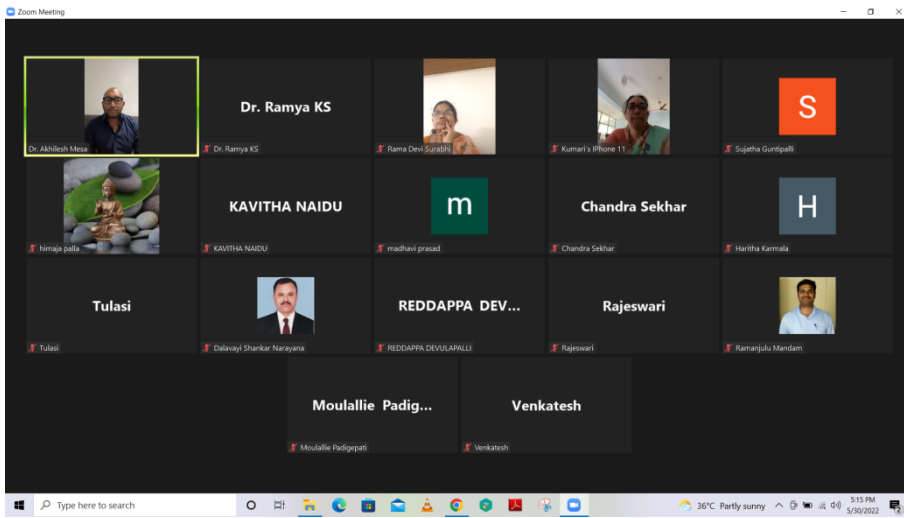 Zoom Meeting
Dr. Akhilesh Mesa
Dr. Ramya KS
Dr. Ramya KS
Rama Devi Surabhi
Kumari's IPhone 11
S
Sujatha Guntipalli
himaja palla
KAVITHA NAIDU
KAVITHA NAIDU
m
madhavi prasad
Chandra Sekhar
Chandra Sekhar
H
Haritha Karmala
Tulasi
Tulasi
Dalavayi Shankar Narayana
REDDAPPA DEV...
REDDAPPA DEVULAPALLI
Rajeswari
Rajeswari
Ramanjulu Mandam
Moulallie Padig...
Moulallie Padigepati
Venkatesh
Venkatesh
Type here to search
36°C Partly sunny
5:15 PM
5/30/2022
2